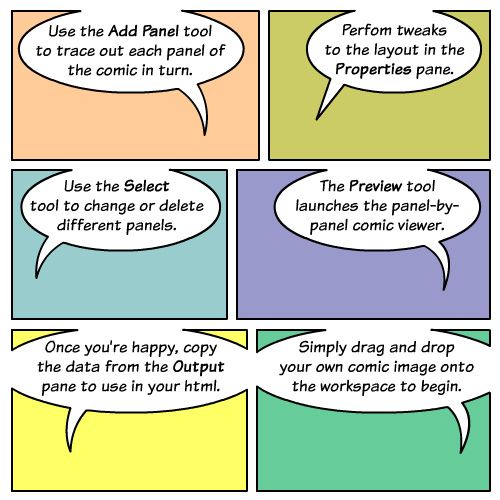 Use the Add Panel tool
to trace out each panel of
the comic in turn.
Perfom tweaks
to the layout in the
Properties pane.
Use the Select
tool to change or delete
different panels.
The Preview tool
launches the panel-by-
panel comic viewer.
Once you're happy, copy
the data from the Output
pane to use in your html.
Simply drag and drop
your own comic image onto
the workspace to begin.